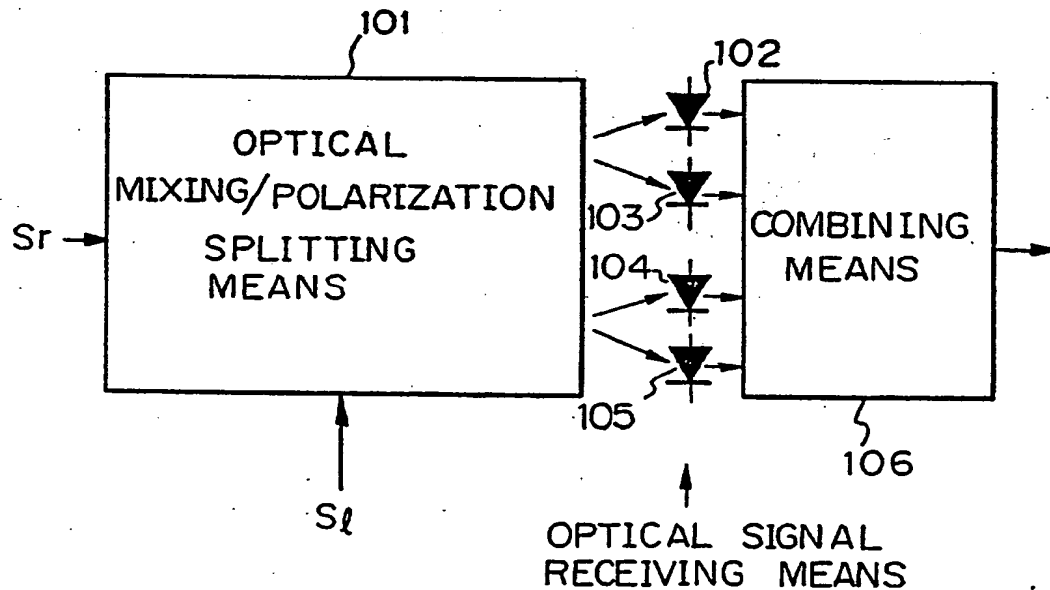 101
102
OPTICAL
MIXING/POLARIZATION
SPLITTING
MEANS
103
COMBINING
MEANS
Sr
104
105
106
Sℓ
OPTICAL SIGNAL
RECEIVING MEANS